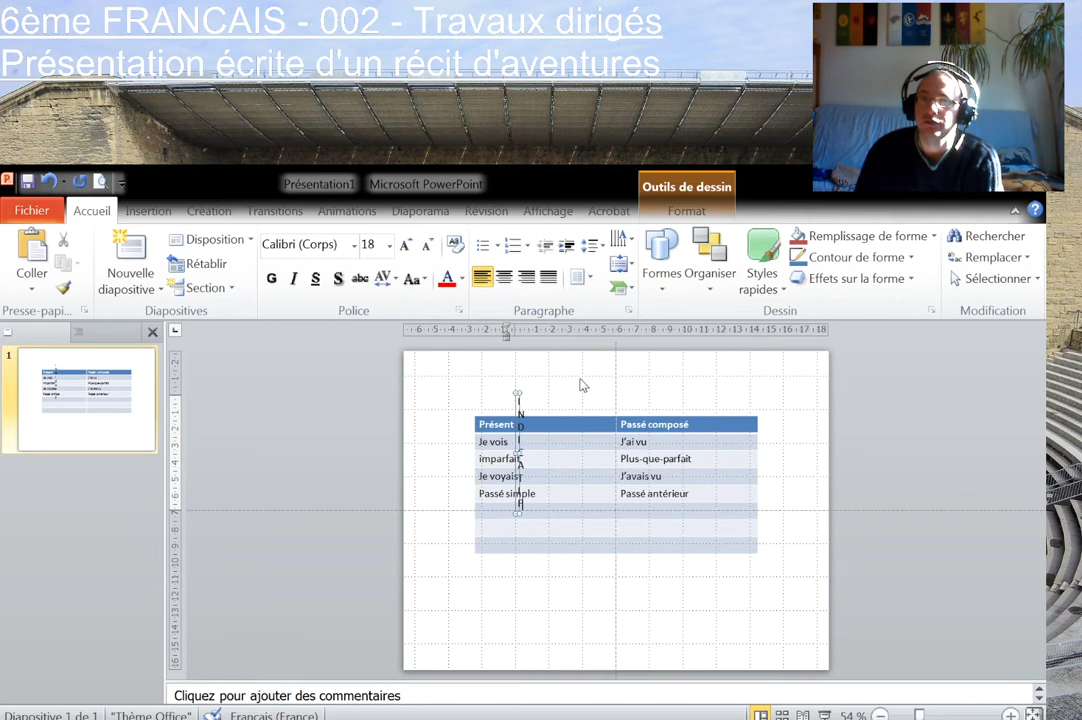 6ème FRANCAIS - 002 - Travaux dirigés
Présentation écrite d'un récit d'aventures
Présentation1 Microsoft PowerPoint
Outils de dessin
Fichier Accueil Insertion Création Transitions Animations Diaporama Révision Affichage Acrobat Format
Coller
Presse-papi...
Nouvelle diapositive
Disposition
Rétablir
Section
Diapositives
Calibri (Corps) 18
G I S S abc AV Aa A
Police
Paragraphe
Formes Organiser Styles rapides
Remplissage de forme
Contour de forme
Effets sur la forme
Dessin
Rechercher
Remplacer
Sélectionner
Modification
1
INDICATIF
Présent Passé composé
Je vois J'ai vu
imparfait Plus-que-parfait
Je voyais J'avais vu
Passé simple Passé antérieur
Cliquez pour ajouter des commentaires
Diapositive 1 de 1 "Thème Office" Français (France) 54 %